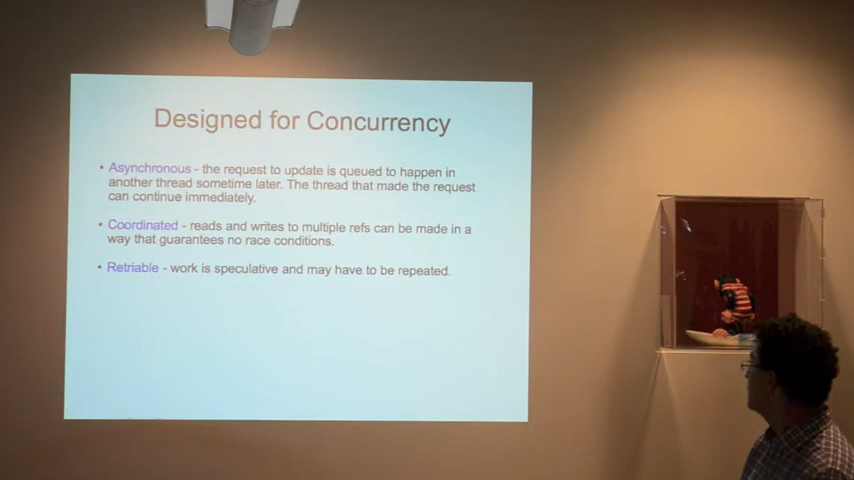 Designed for Concurrency
• Asynchronous - the request to update is queued to happen in
another thread sometime later. The thread that made the request
can continue immediately.
• Coordinated - reads and writes to multiple refs can be made in a
way that guarantees no race conditions.
• Retriable - work is speculative and may have to be repeated.